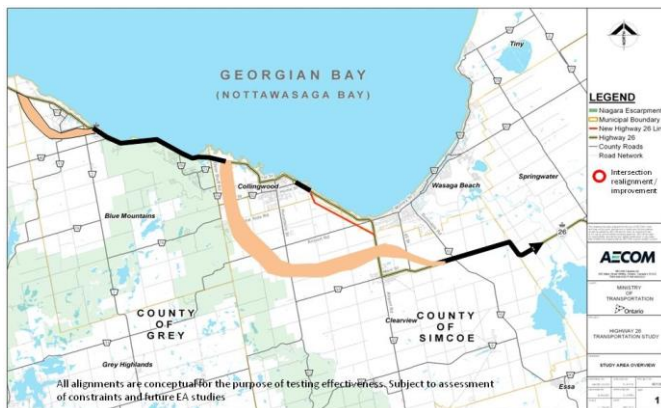 GEORGIAN BAY
(NOTTAWASAGA BAY)
Tiny
Springwater
Wasaga Beach
Collingwood
Blue Mountains
Clearview
COUNTY
OF
GREY
COUNTY
OF
SIMCOE
Grey Highlands
Essa
26
All alignments are conceptual for the purpose of testing effectiveness. Subject to assessment
of constraints and future EA studies
LEGEND
Niagara Escarpment
Municipal Boundary
New Highway 26 Lin
Highway 26
County Roads
Road Network
Intersection
realignment /
improvement
AECOM
MINISTRY
OF
TRANSPORTATION
Ontario
HIGHWAY 26
TRANSPORTATION STUDY
STUDY AREA OVERVIEW
1